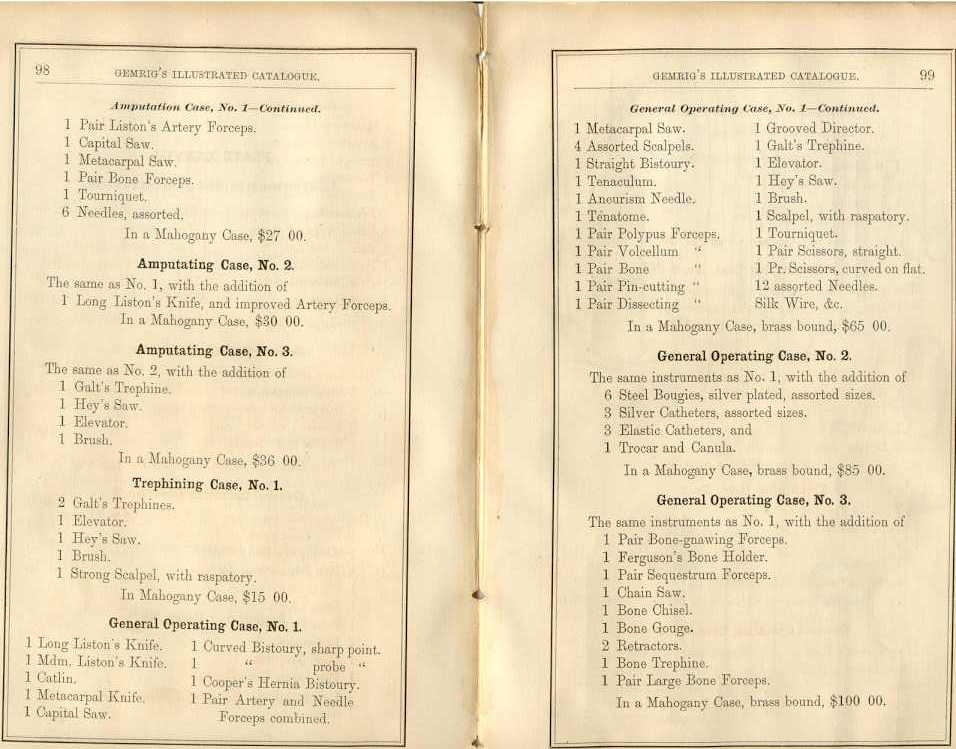 98
GEMRIG'S ILLUSTRATED CATALOGUE.
Amputation Case, No. 1—Continued.
1 Pair Liston's Artery Forceps.
1 Capital Saw.
1 Metacarpal Saw.
1 Pair Bone Forceps.
1 Tourniquet.
6 Needles, assorted.
In a Mahogany Case, $27 00.
Amputating Case, No. 2.
The same as No. 1, with the addition of
1 Long Liston's Knife, and improved Artery Forceps.
In a Mahogany Case, $30 00.
Amputating Case, No. 3.
The same as No. 2, with the addition of
1 Galt's Trephine.
1 Hey's Saw.
1 Elevator.
1 Brush.
In a Mahogany Case, $36 00.
Trephining Case, No. 1.
2 Galt's Trephines.
1 Elevator.
1 Hey's Saw.
1 Brush.
1 Strong Scalpel, with raspatory.
In Mahogany Case, $15 00.
General Operating Case, No. 1.
1 Long Liston's Knife.
1 Mdm. Liston's Knife.
1 Catlin.
1 Metacarpal Knife.
1 Capital Saw.
1 Curved Bistoury, sharp point.
1 " probe "
1 Cooper's Hernia Bistoury.
1 Pair Artery and Needle
Forceps combined.
GEMRIG'S ILLUSTRATED CATALOGUE.
99
General Operating Case, No. 1—Continued.
1 Metacarpal Saw.
4 Assorted Scalpels.
1 Straight Bistoury.
1 Tenaculum.
1 Aneurism Needle.
1 Tenatome.
1 Pair Polypus Forceps.
1 Pair Volcellum "
1 Pair Bone "
1 Pair Pin-cutting "
1 Pair Dissecting "
1 Grooved Director.
1 Galt's Trephine.
1 Elevator.
1 Hey's Saw.
1 Brush.
1 Scalpel, with raspatory.
1 Tourniquet.
1 Pair Scissors, straight.
1 Pr. Scissors, curved on flat.
12 assorted Needles.
Silk Wire, &c.
In a Mahogany Case, brass bound, $65 00.
General Operating Case, No. 2.
The same instruments as No. 1, with the addition of
6 Steel Bougies, silver plated, assorted sizes.
3 Silver Catheters, assorted sizes.
3 Elastic Catheters, and
1 Trocar and Canula.
In a Mahogany Case, brass bound, $85 00.
General Operating Case, No. 3.
The same instruments as No. 1, with the addition of
1 Pair Bone-gnawing Forceps.
1 Ferguson's Bone Holder.
1 Pair Sequestrum Forceps.
1 Chain Saw.
1 Bone Chisel.
1 Bone Gouge.
2 Retractors.
1 Bone Trephine.
1 Pair Large Bone Forceps.
In a Mahogany Case, brass bound, $100 00.